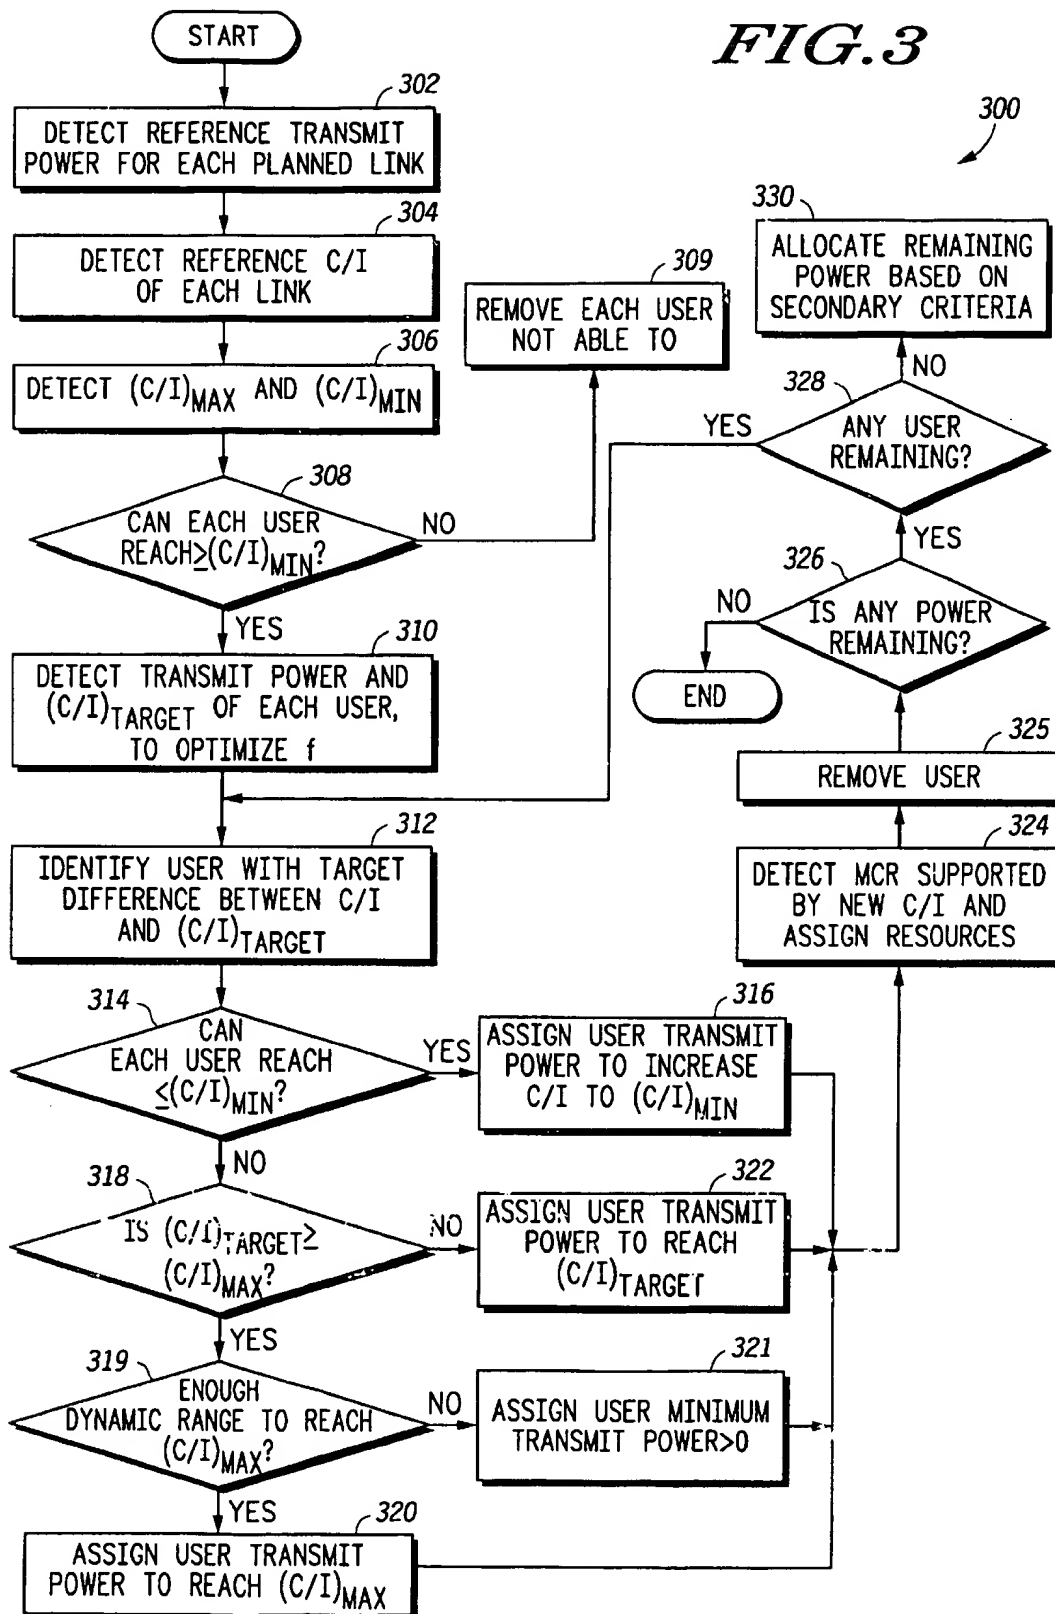 FIG.3
300
START
302
DETECT REFERENCE TRANSMIT
POWER FOR EACH PLANNED LINK
304
DETECT REFERENCE C/I
OF EACH LINK
306
DETECT (C/I)MAX AND (C/I)MIN
308
CAN EACH USER
REACH≥(C/I)MIN?
NO
309
REMOVE EACH USER
NOT ABLE TO
YES
310
DETECT TRANSMIT POWER AND
(C/I)TARGET OF EACH USER,
TO OPTIMIZE f
312
IDENTIFY USER WITH TARGET
DIFFERENCE BETWEEN C/I
AND (C/I)TARGET
314
CAN
EACH USER REACH
≤(C/I)MIN?
YES
316
ASSIGN USER TRANSMIT
POWER TO INCREASE
C/I TO (C/I)MIN
NO
318
IS (C/I)TARGET≥
(C/I)MAX?
NO
322
ASSIGN USER TRANSMIT
POWER TO REACH
(C/I)TARGET
YES
319
ENOUGH
DYNAMIC RANGE TO REACH
(C/I)MAX?
NO
321
ASSIGN USER MINIMUM
TRANSMIT POWER>0
YES
320
ASSIGN USER TRANSMIT
POWER TO REACH (C/I)MAX
324
DETECT MCR SUPPORTED
BY NEW C/I AND
ASSIGN RESOURCES
325
REMOVE USER
326
IS ANY POWER
REMAINING?
NO
END
YES
328
ANY USER
REMAINING?
YES
NO
330
ALLOCATE REMAINING
POWER BASED ON
SECONDARY CRITERIA